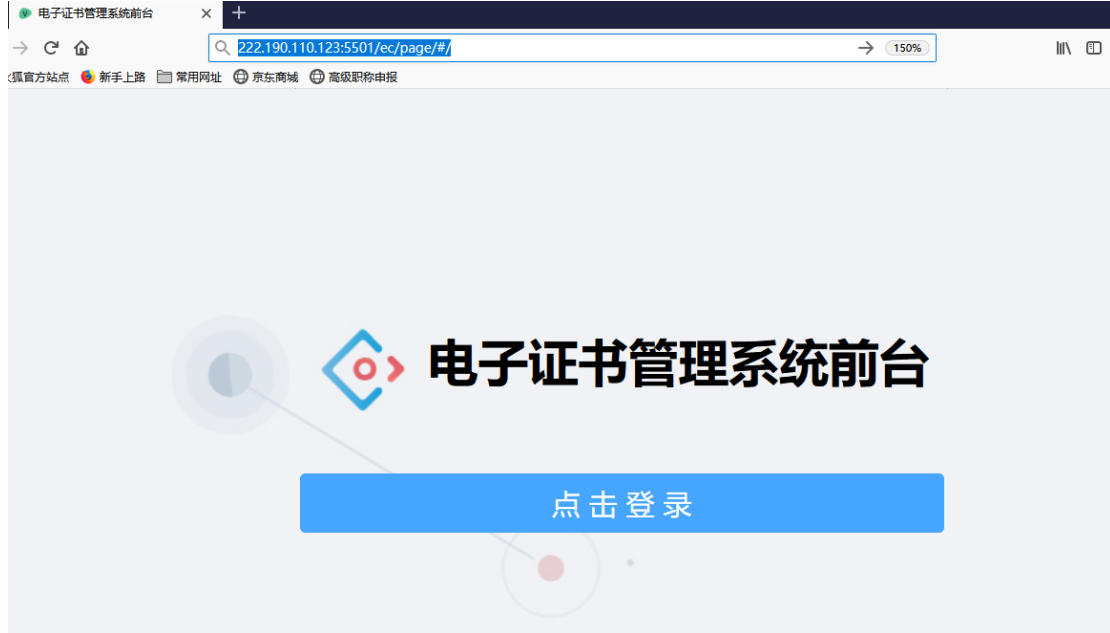 电子证书管理系统前台
222.190.110.123:5501/ec/page/#/
150%
火狐官方站点 新手上路 常用网址 京东商城 高级职称申报
电子证书管理系统前台
点击登录